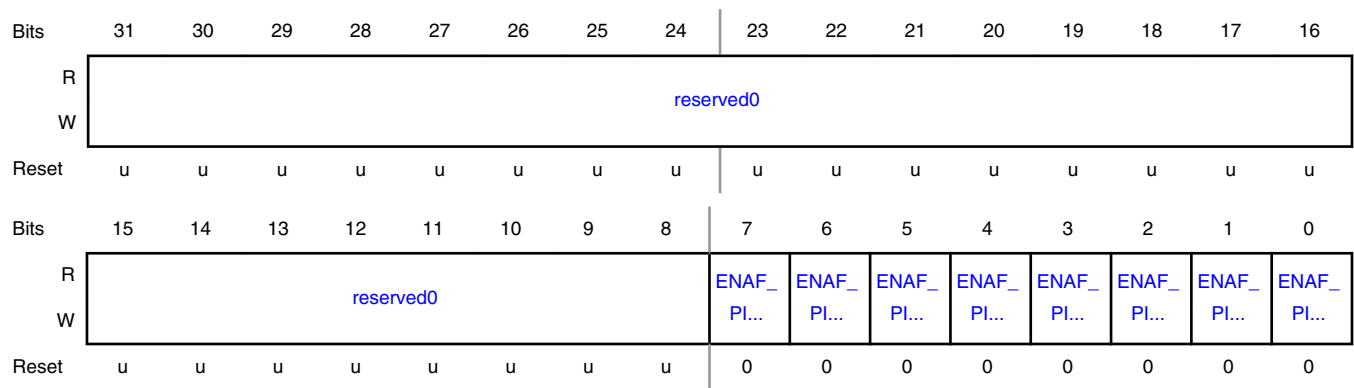 Bits 31 30 29 28 27 26 25 24 23 22 21 20 19 18 17 16
R
reserved0
W
Reset u u u u u u u u u u u u u u u u
Bits 15 14 13 12 11 10 9 8 7 6 5 4 3 2 1 0
R
ENAF_ ENAF_ ENAF_ ENAF_ ENAF_ ENAF_ ENAF_ ENAF_
reserved0
W
PI... PI... PI... PI... PI... PI... PI... PI...
Reset u u u u u u u u 0 0 0 0 0 0 0 0